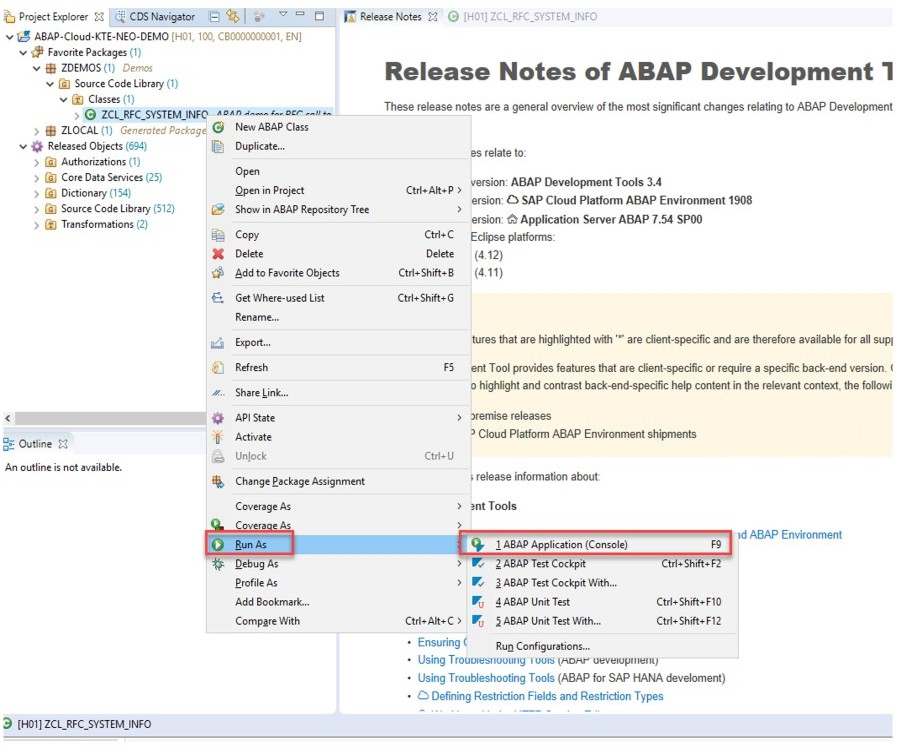 Project Explorer
CDS Navigator
Release Notes
[H01] ZCL_RFC_SYSTEM_INFO
ABAP-Cloud-KTE-NEO-DEMO [H01, 100, CB0000000001, EN]
Favorite Packages (1)
ZDEMOS (1) Demos
Source Code Library (1)
Classes (1)
ZCL_RFC_SYSTEM_INFO ABAP demo for RFC call to
ZLOCAL (1) Generated Package
Released Objects (694)
Authorizations (1)
Core Data Services (25)
Dictionary (154)
Source Code Library (512)
Transformations (2)
Outline
An outline is not available.
New ABAP Class
Duplicate...
Open
Open in Project Ctrl+Alt+P >
Show in ABAP Repository Tree >
Copy Ctrl+C
Delete Delete
Add to Favorite Objects Ctrl+Shift+B
Get Where-used List Ctrl+Shift+G
Rename...
Export...
Refresh F5
Share Link...
API State >
Activate
Unlock Ctrl+U
Change Package Assignment
Coverage As >
Coverage As >
Run As
Debug As >
Profile As >
Add Bookmark...
Compare With Ctrl+Alt+C >
1 ABAP Application (Console) F9
2 ABAP Test Cockpit Ctrl+Shift+F2
3 ABAP Test Cockpit With...
4 ABAP Unit Test Ctrl+Shift+F10
5 ABAP Unit Test With... Ctrl+Shift+F12
Run Configurations...
Release Notes of ABAP Development T
These release notes are a general overview of the most significant changes relating to ABAP Development
es relate to:
version: ABAP Development Tools 3.4
ersion: SAP Cloud Platform ABAP Environment 1908
ersion: Application Server ABAP 7.54 SP00
Eclipse platforms:
(4.12)
(4.11)
tures that are highlighted with '*' are client-specific and are therefore available for all supp
ent Tool provides features that are client-specific or require a specific back-end version.
o highlight and contrast back-end-specific help content in the relevant context, the followi
premise releases
P Cloud Platform ABAP Environment shipments
s release information about:
ent Tools
nd ABAP Environment
Ensuring
Using Troubleshooting Tools (ABAP development)
Using Troubleshooting Tools (ABAP for SAP HANA develoment)
Defining Restriction Fields and Restriction Types
[H01] ZCL_RFC_SYSTEM_INFO